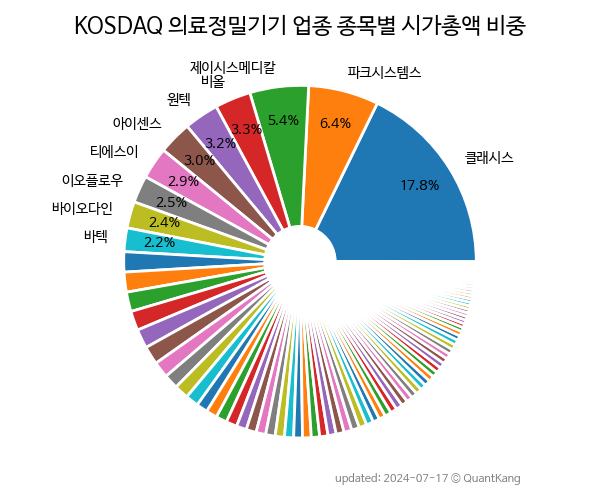 KOSDAQ 의료정밀기기 업종 종목별 시가총액 비중
클래시스
17.8%
파크시스템스
6.4%
제이시스메디칼
5.4%
비올
3.3%
원텍
3.2%
아이센스
3.0%
티에스이
2.9%
이오플로우
2.5%
바이오다인
2.4%
바텍
2.2%
updated: 2024-07-17 © QuantKang